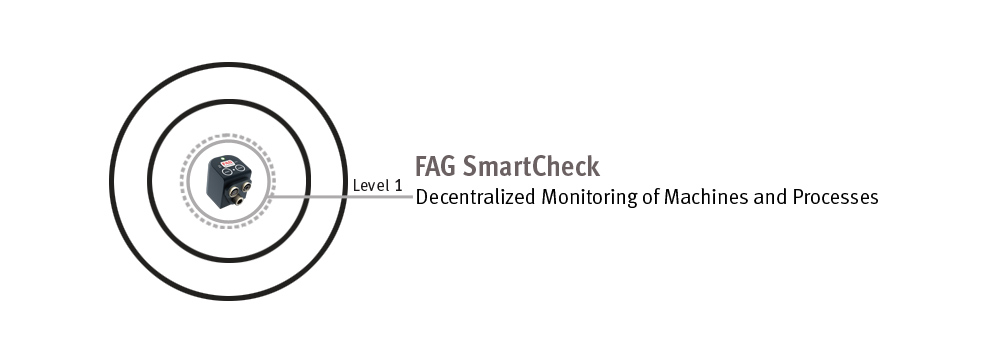 FAG SmartCheck
Level 1
Decentralized Monitoring of Machines and Processes